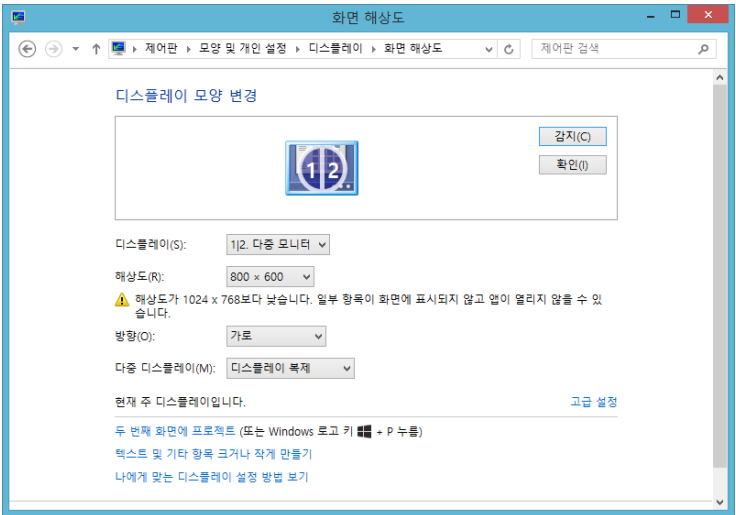 화면 해상도
제어판 모양 및 개인 설정 디스플레이 화면 해상도 제어판 검색
디스플레이 모양 변경
1 2
감지(C)
확인(I)
디스플레이(S): 1|2. 다중 모니터
해상도(R): 800 × 600
해상도가 1024 x 768보다 낮습니다. 일부 항목이 화면에 표시되지 않고 앱이 열리지 않을 수 있
습니다.
방향(O): 가로
다중 디스플레이(M): 디스플레이 복제
현재 주 디스플레이입니다. 고급 설정
두 번째 화면에 프로젝트 (또는 Windows 로고 키 + P 누름)
텍스트 및 기타 항목 크거나 작게 만들기
나에게 맞는 디스플레이 설정 방법 보기